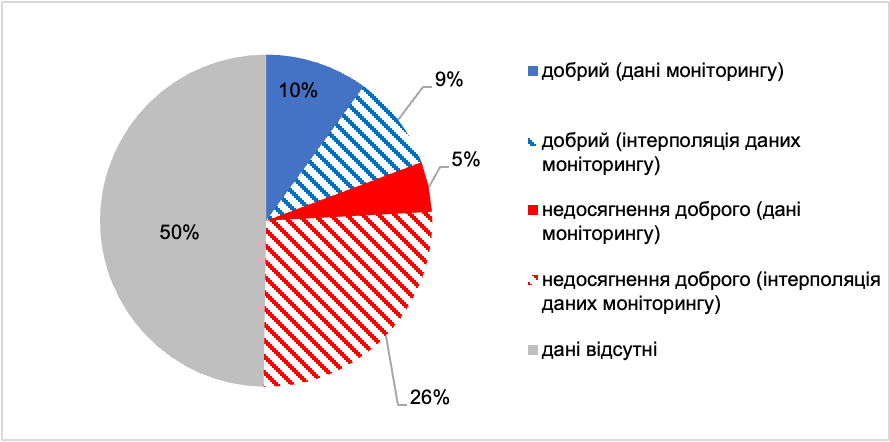 10%
9%
5%
26%
50%
добрий (дані моніторингу)
добрий (інтерполяція даних
моніторингу)
недосягнення доброго (дані
моніторингу)
недосягнення доброго (інтерполяція
даних моніторингу)
дані відсутні